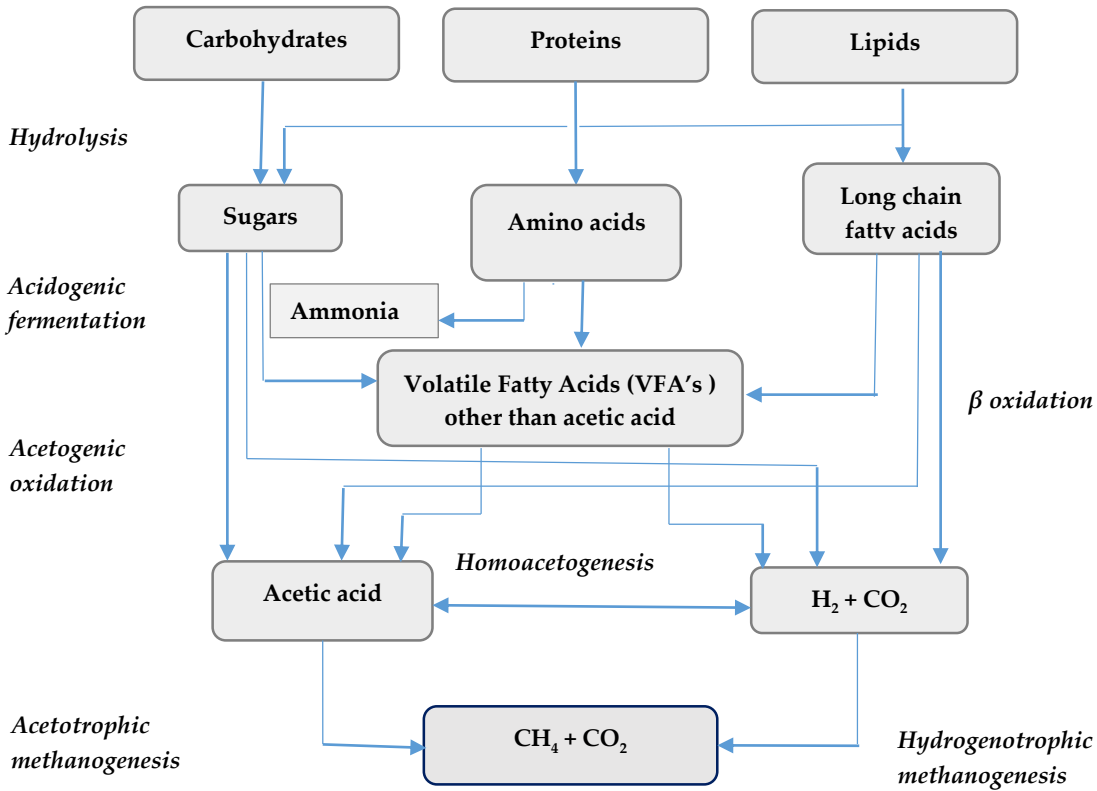 Carbohydrates
Proteins
Lipids
Hydrolysis
Sugars
Amino acids
Long chain
fattv acids
Acidogenic
fermentation
Ammonia
Volatile Fatty Acids (VFA's )
other than acetic acid
β oxidation
Acetogenic
oxidation
Homoacetogenesis
Acetic acid
H₂ + CO₂
Acetotrophic
methanogenesis
CH₄ + CO₂
Hydrogenotrophic
methanogenesis